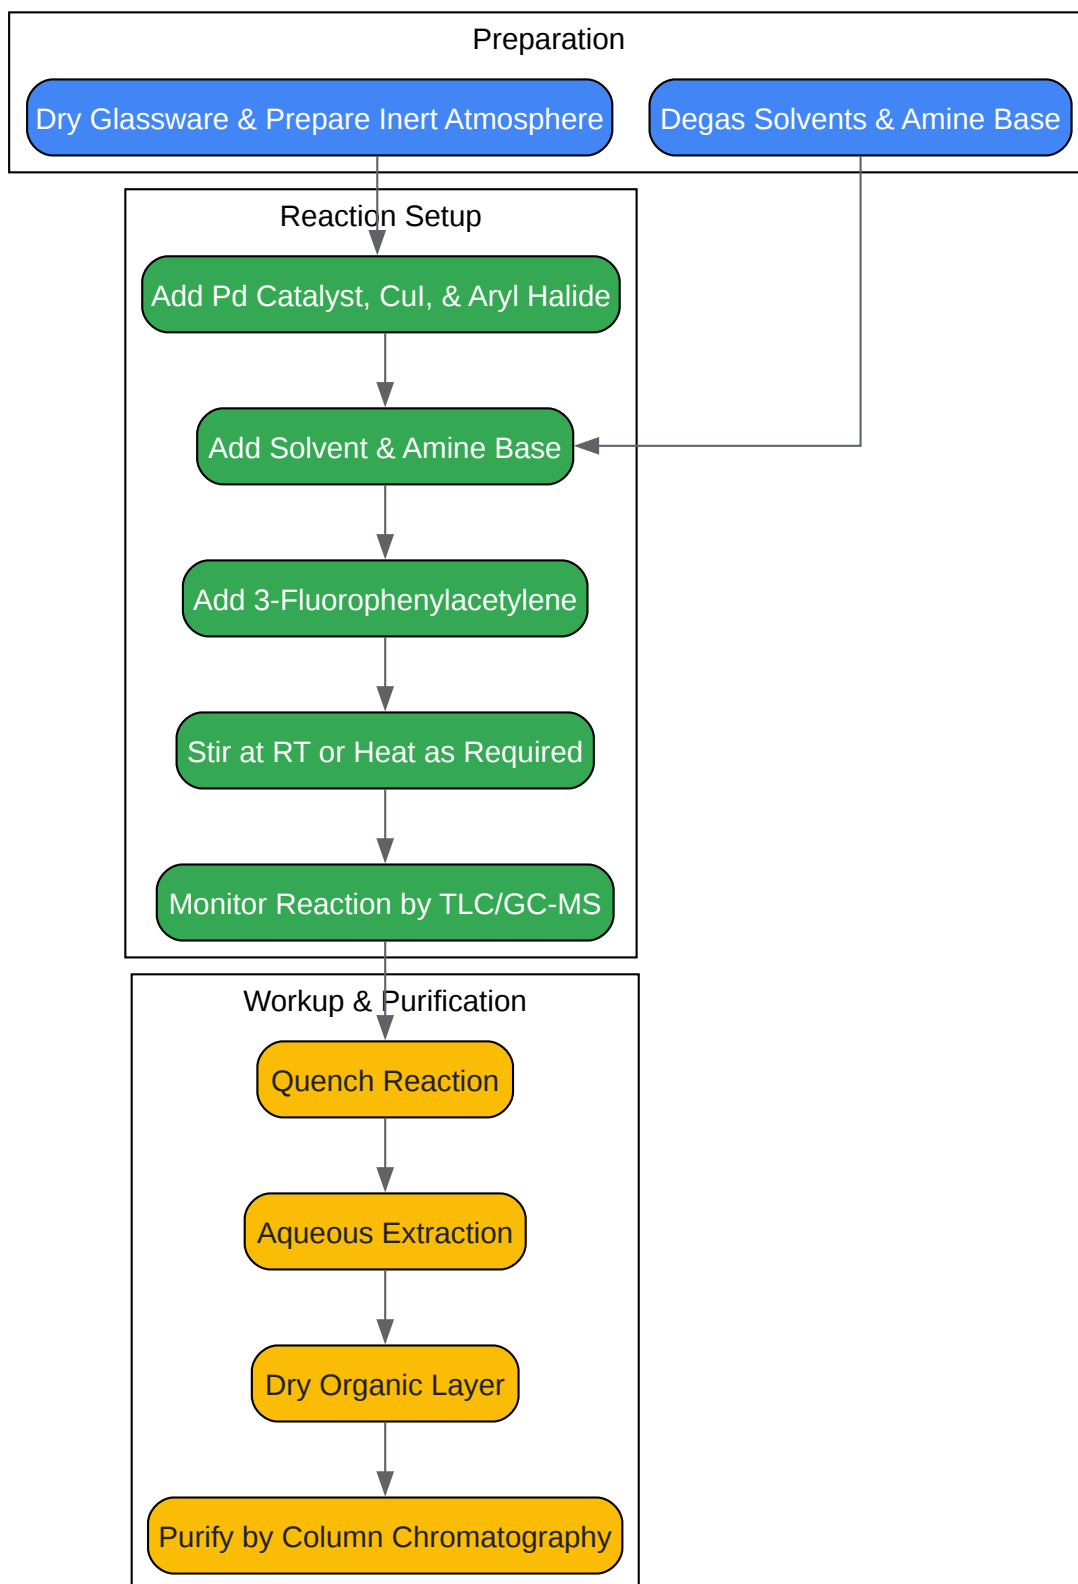 Preparation
Dry Glassware & Prepare Inert Atmosphere
Degas Solvents & Amine Base
Reaction Setup
Add Pd Catalyst, CuI, & Aryl Halide
Add Solvent & Amine Base
Add 3-Fluorophenylacetylene
Stir at RT or Heat as Required
Monitor Reaction by TLC/GC-MS
Workup & Purification
Quench Reaction
Aqueous Extraction
Dry Organic Layer
Purify by Column Chromatography